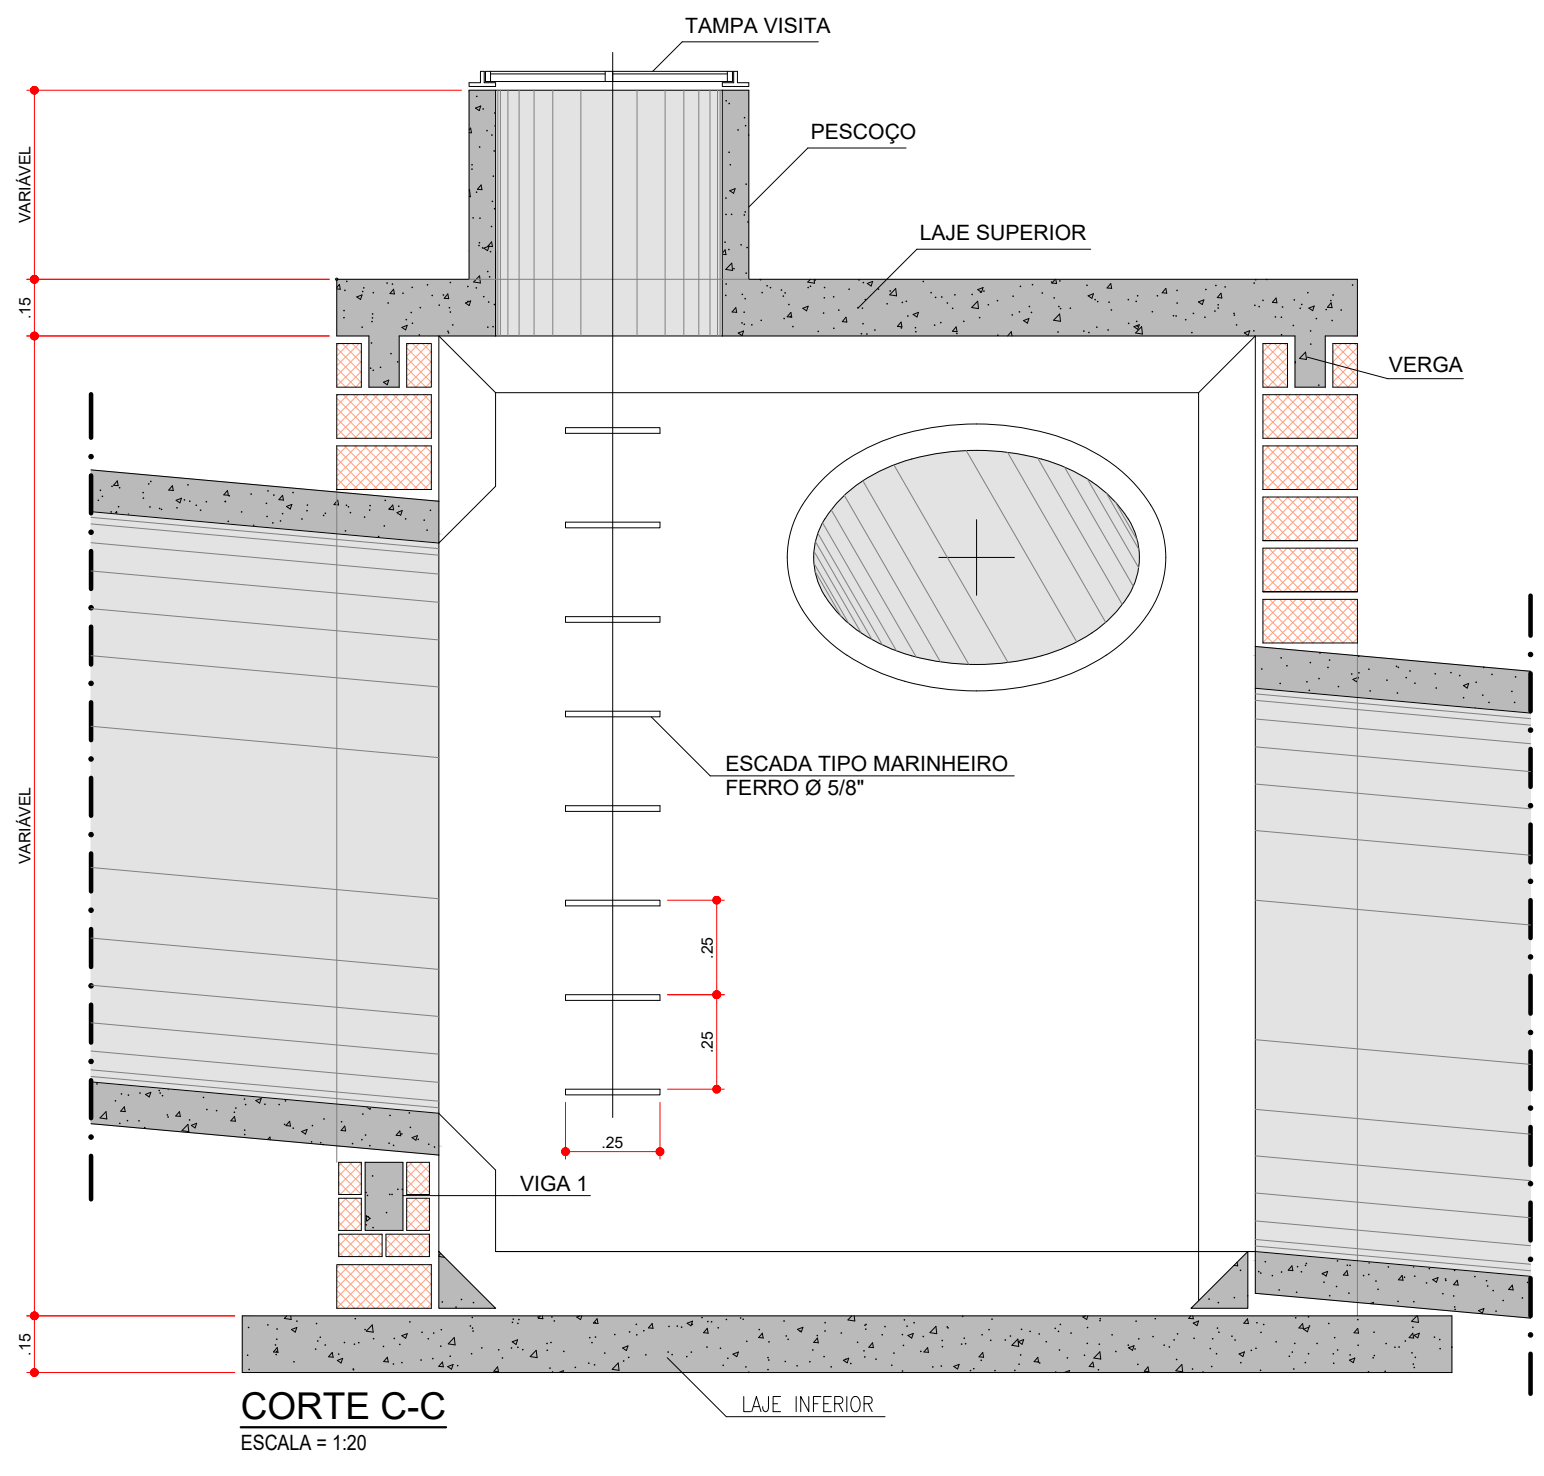 TAMPA VISITA
PESCOÇO
VARIÁVEL
LAJE SUPERIOR
.15
VERGA
ESCADA TIPO MARINHEIRO
FERRO Ø 5/8"
VARIÁVEL
.25
.25
.25
VIGA 1
.15
LAJE INFERIOR
CORTE C-C
ESCALA = 1:20